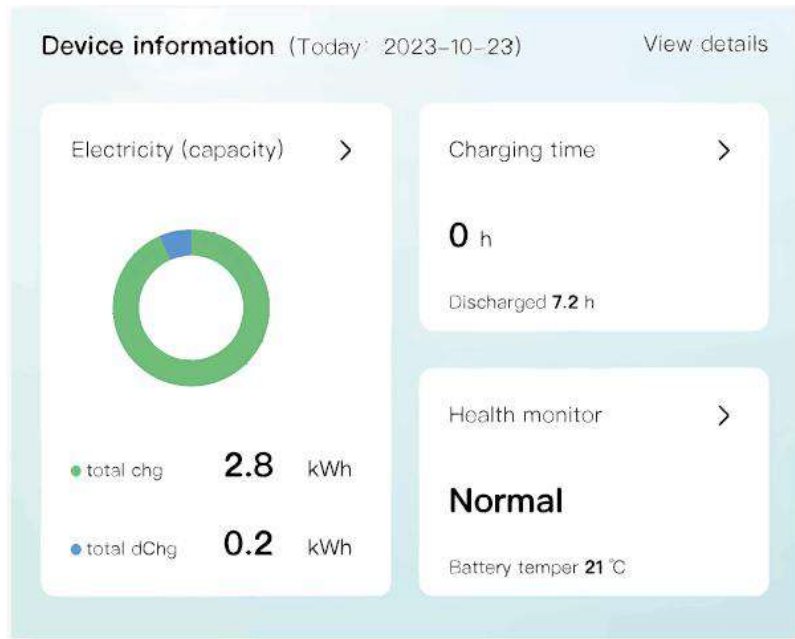 Device information (Today: 2023-10-23)
View details
Electricity (capacity)
total chg 2.8 kWh
total dChg 0.2 kWh
Charging time
0 h
Discharged 7.2 h
Health monitor
Normal
Battery temper 21 ℃